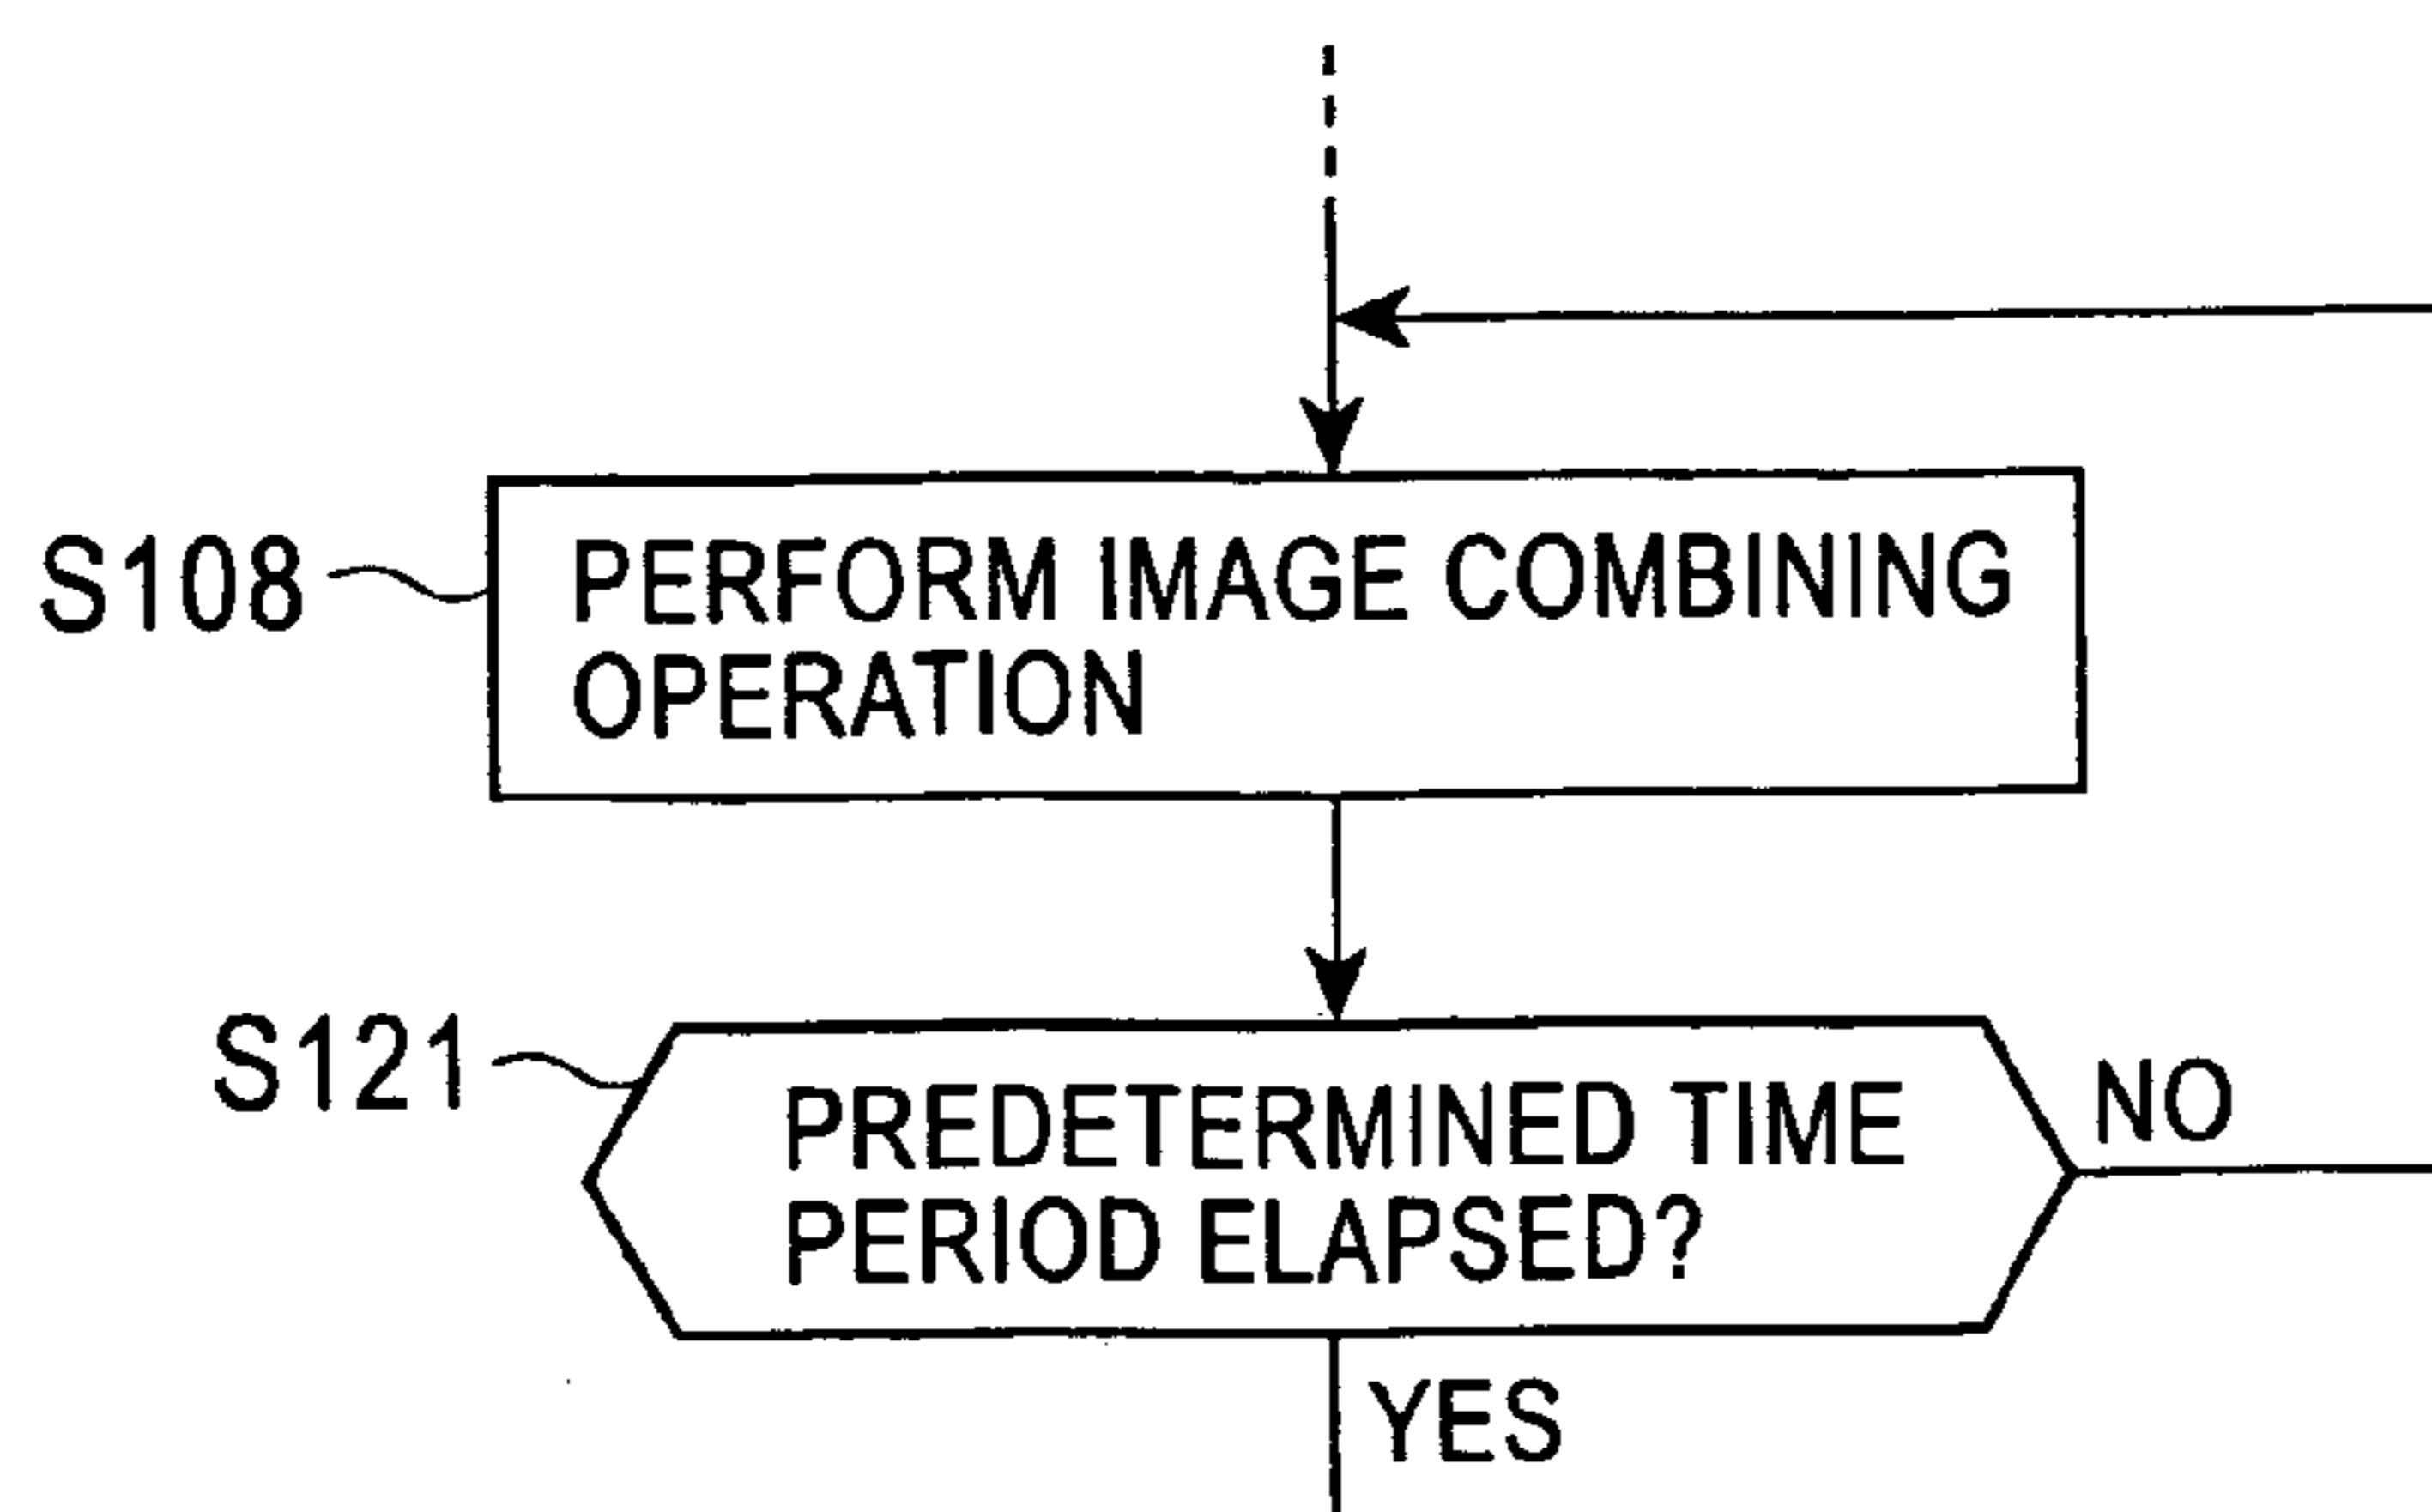 S108
PERFORM IMAGE COMBINING
OPERATION
S121
PREDETERMINED TIME
PERIOD ELAPSED?
NO
YES